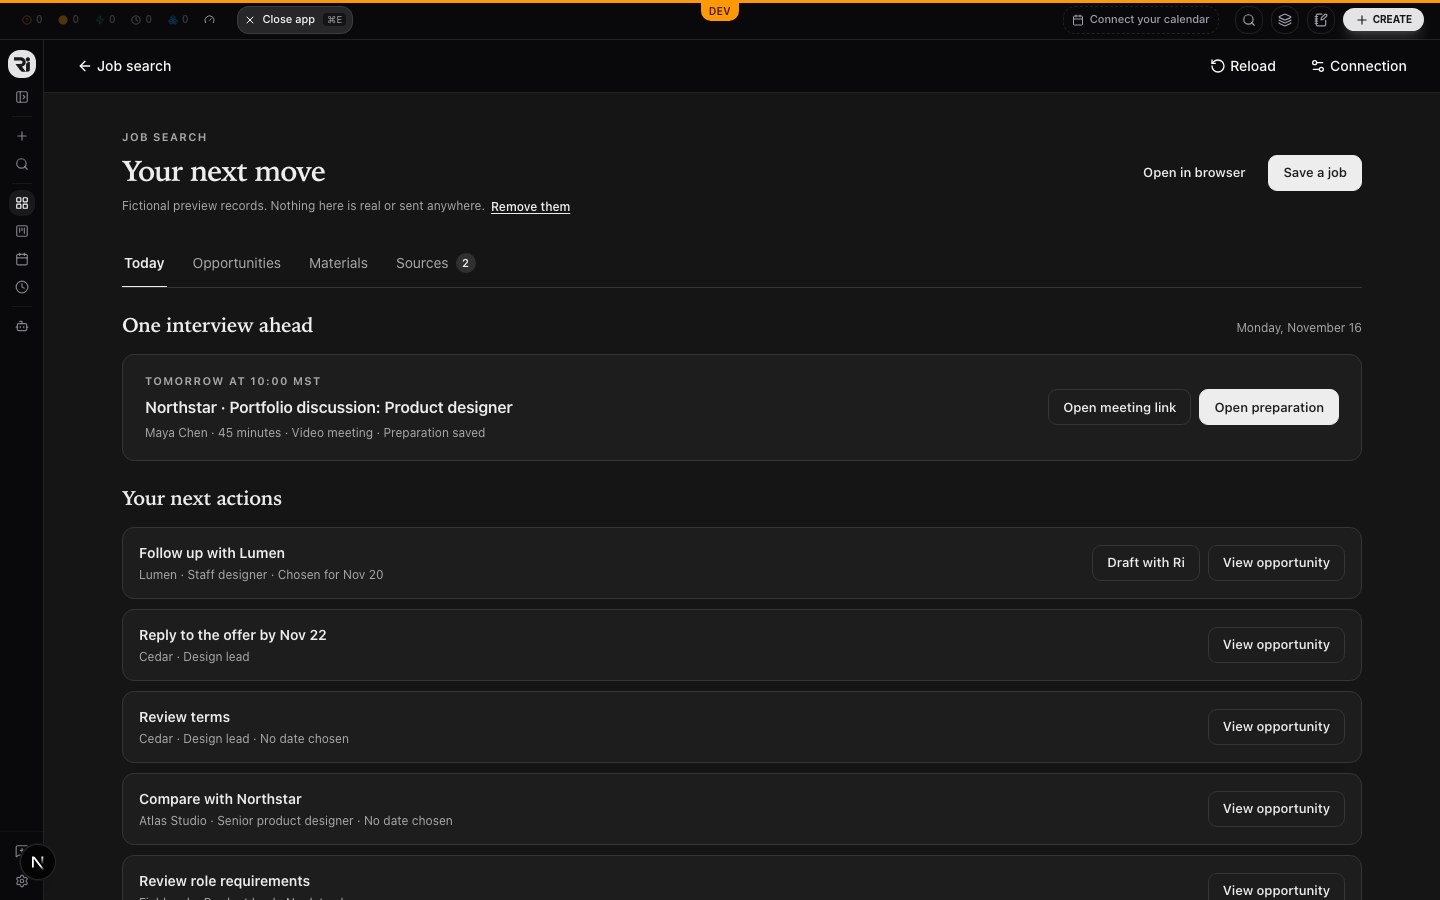 0 0 0 0 0
Close app ⌘E
DEV
Connect your calendar
CREATE
Ri
Job search
Reload
Connection
JOB SEARCH
Your next move
Open in browser
Save a job
Fictional preview records. Nothing here is real or sent anywhere. Remove them
Today
Opportunities
Materials
Sources 2
One interview ahead
Monday, November 16
TOMORROW AT 10:00 MST
Northstar · Portfolio discussion: Product designer
Maya Chen · 45 minutes · Video meeting · Preparation saved
Open meeting link
Open preparation
Your next actions
Follow up with Lumen
Lumen · Staff designer · Chosen for Nov 20
Draft with Ri
View opportunity
Reply to the offer by Nov 22
Cedar · Design lead
View opportunity
Review terms
Cedar · Design lead · No date chosen
View opportunity
Compare with Northstar
Atlas Studio · Senior product designer · No date chosen
View opportunity
N
Review role requirements
View opportunity